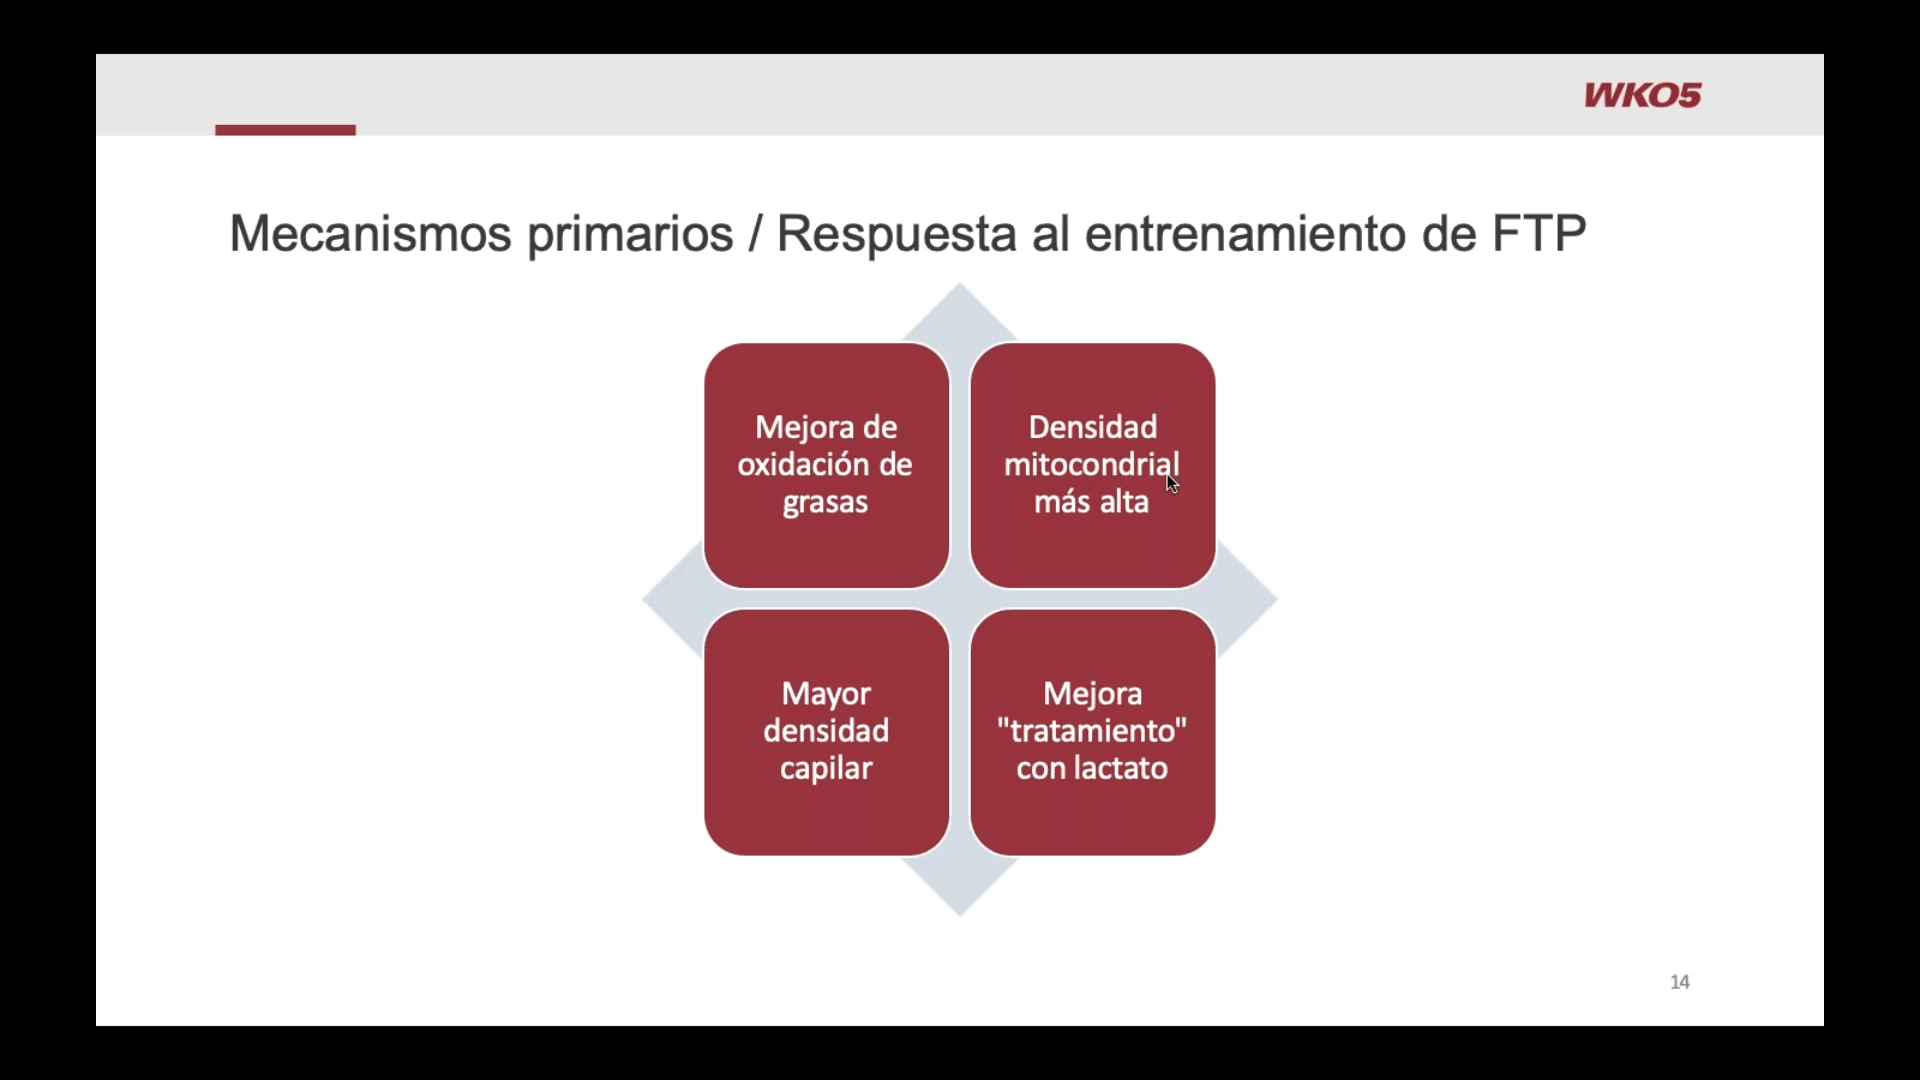 WKO5
Mecanismos primarios / Respuesta al entrenamiento de FTP
Mejora de
oxidación de
grasas
Densidad
mitocondrial
más alta
Mayor
densidad
capilar
Mejora
"tratamiento"
con lactato
14